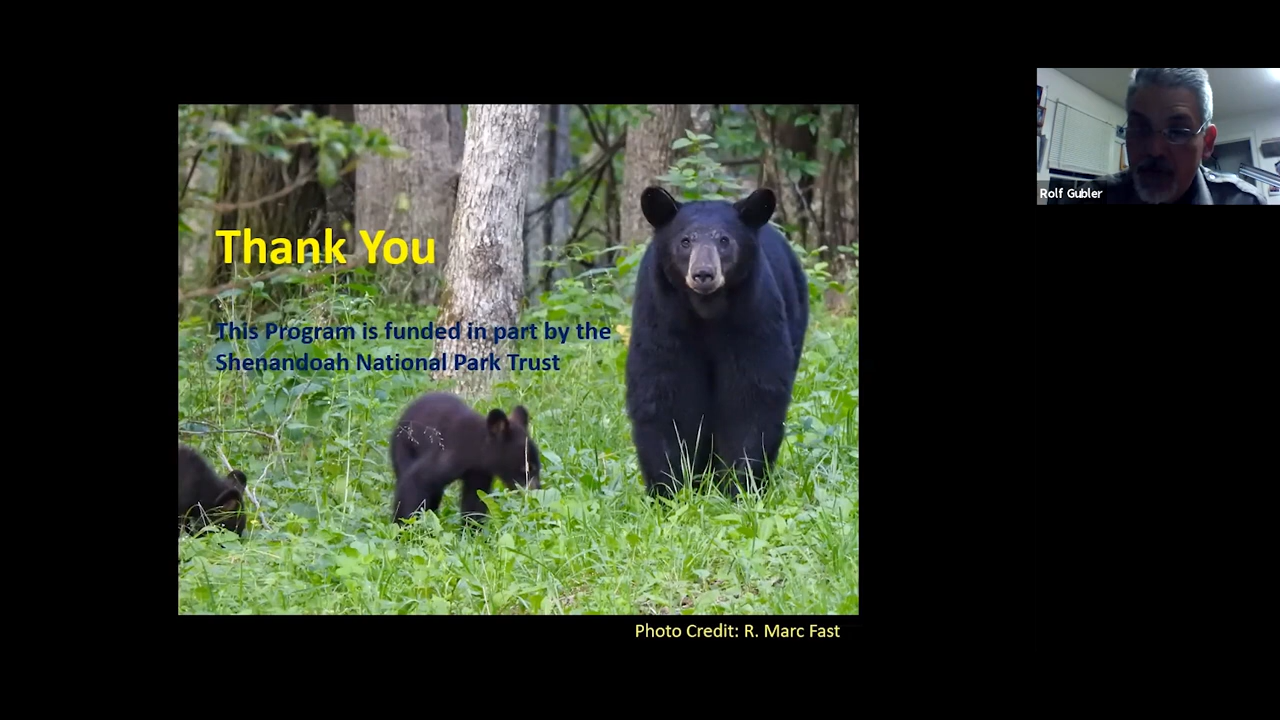 Thank You
This Program is funded in part by the
Shenandoah National Park Trust
Photo Credit: R. Marc Fast
Rolf Gubler